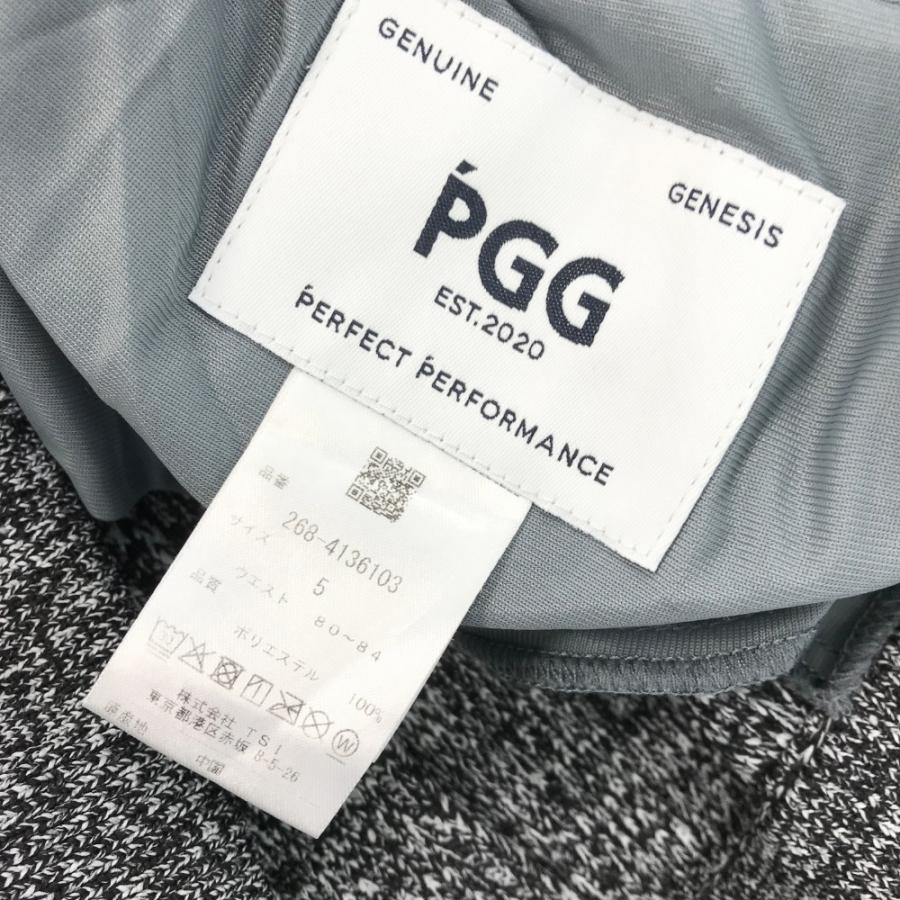 GENUINE
GENESIS
ṔGG
EST.2020
ṔERFECT ṔERFORMANCE
品番
268-4136103
サイズ
5
ウエスト
80～84
品質
ポリエステル 100%
株式会社 TSI
東京都港区赤坂 8-5-26
原産地 中国